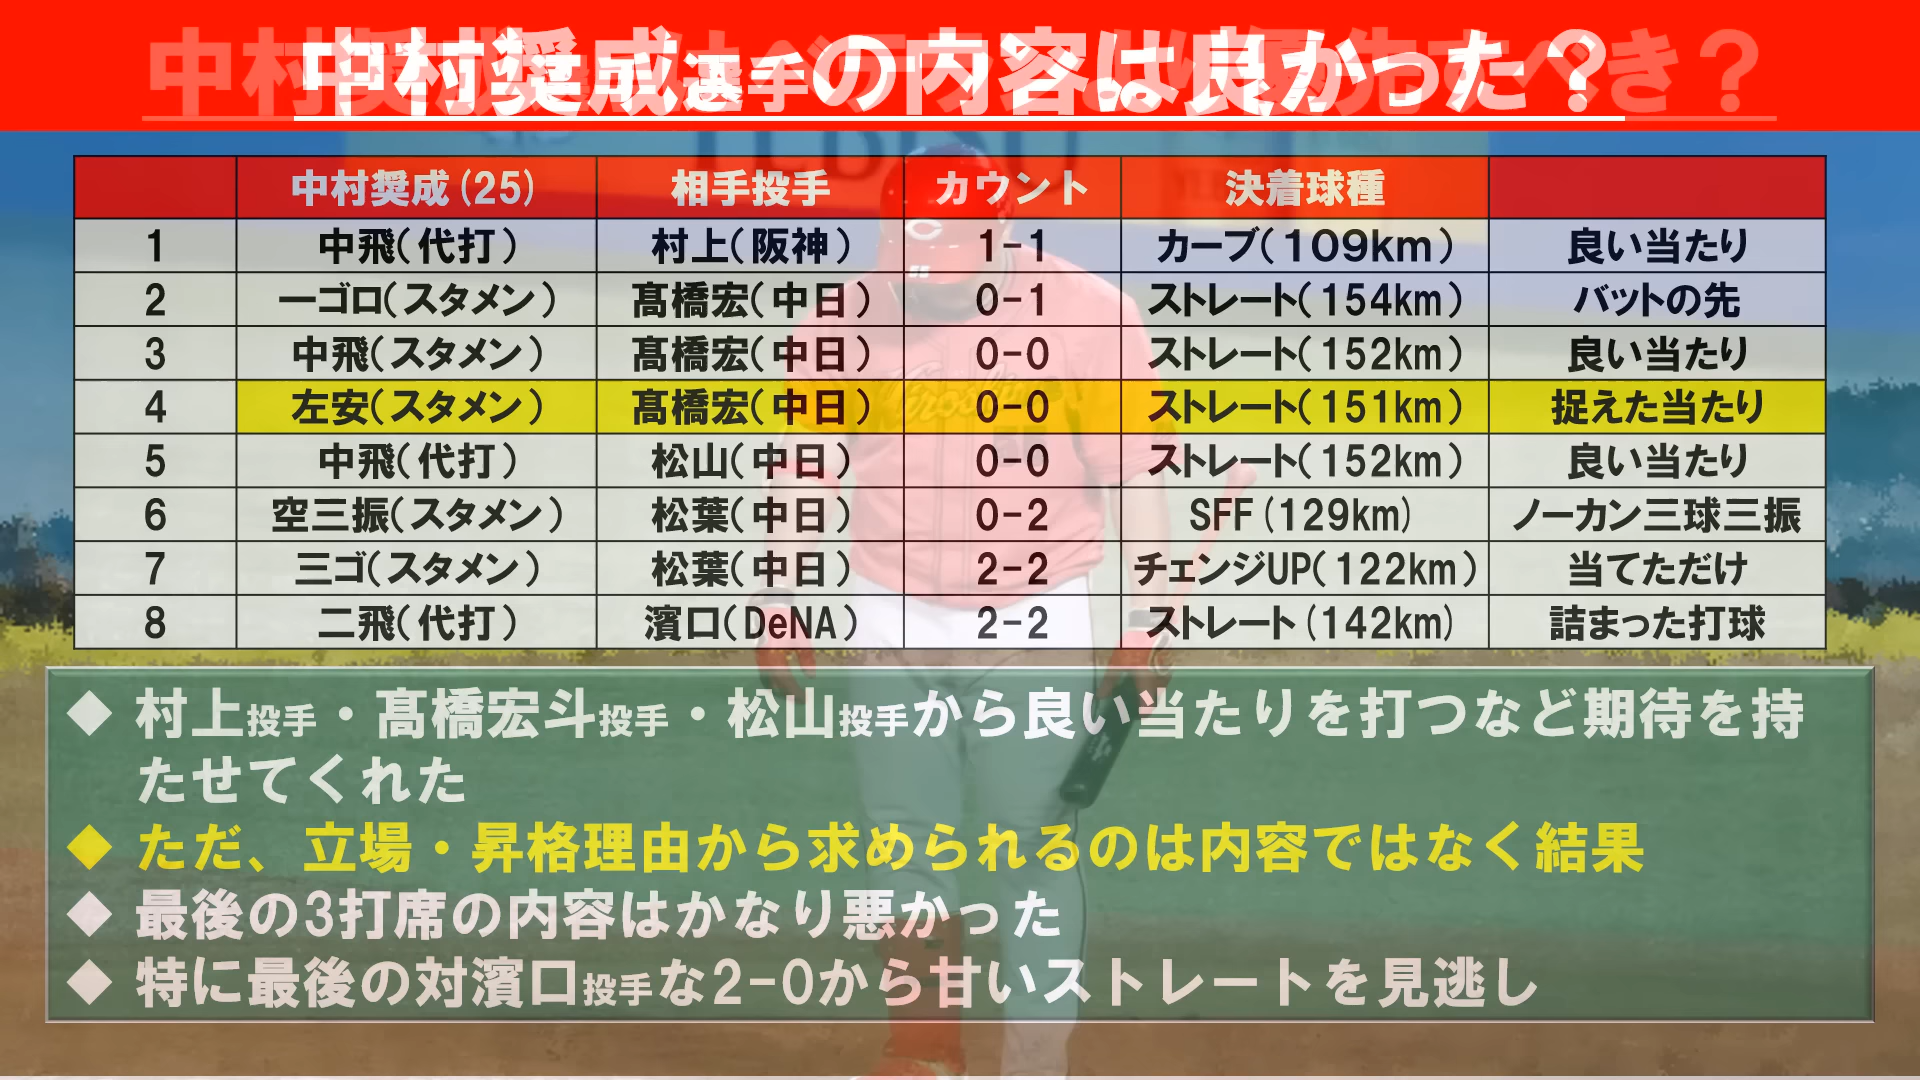 中村奨成選手の内容は良かった？
中村奨成(25) 相手投手 カウント 決着球種
1 中飛(代打) 村上(阪神) 1-1 カーブ(109km) 良い当たり
2 一ゴロ(スタメン) 髙橋宏(中日) 0-1 ストレート(154km) バットの先
3 中飛(スタメン) 髙橋宏(中日) 0-0 ストレート(152km) 良い当たり
4 左安(スタメン) 髙橋宏(中日) 0-0 ストレート(151km) 捉えた当たり
5 中飛(代打) 松山(中日) 0-0 ストレート(152km) 良い当たり
6 空三振(スタメン) 松葉(中日) 0-2 SFF(129km) ノーカン三球三振
7 三ゴ(スタメン) 松葉(中日) 2-2 チェンジUP(122km) 当てただけ
8 二飛(代打) 濱口(DeNA) 2-2 ストレート(142km) 詰まった打球
◆ 村上投手・髙橋宏斗投手・松山投手から良い当たりを打つなど期待を持
たせてくれた
◆ ただ、立場・昇格理由から求められるのは内容ではなく結果
◆ 最後の3打席の内容はかなり悪かった
◆ 特に最後の対濱口投手な2-0から甘いストレートを見逃し